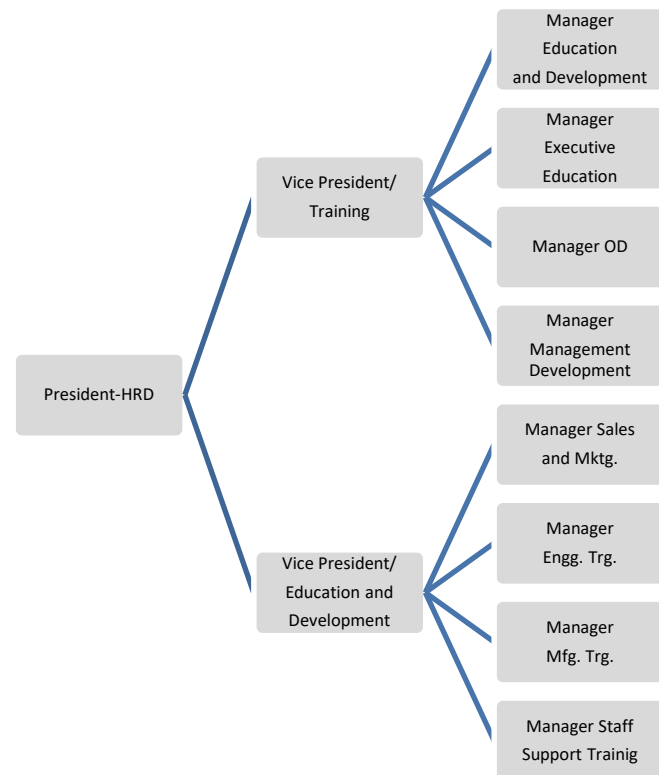 Manager
Education
and Development
Manager
Executive
Education
Vice President/
Training
Manager OD
Manager
Management
Development
President-HRD
Manager Sales
and Mktg.
Manager
Engg. Trg.
Vice President/
Education and
Development
Manager
Mfg. Trg.
Manager Staff
Support Trainig